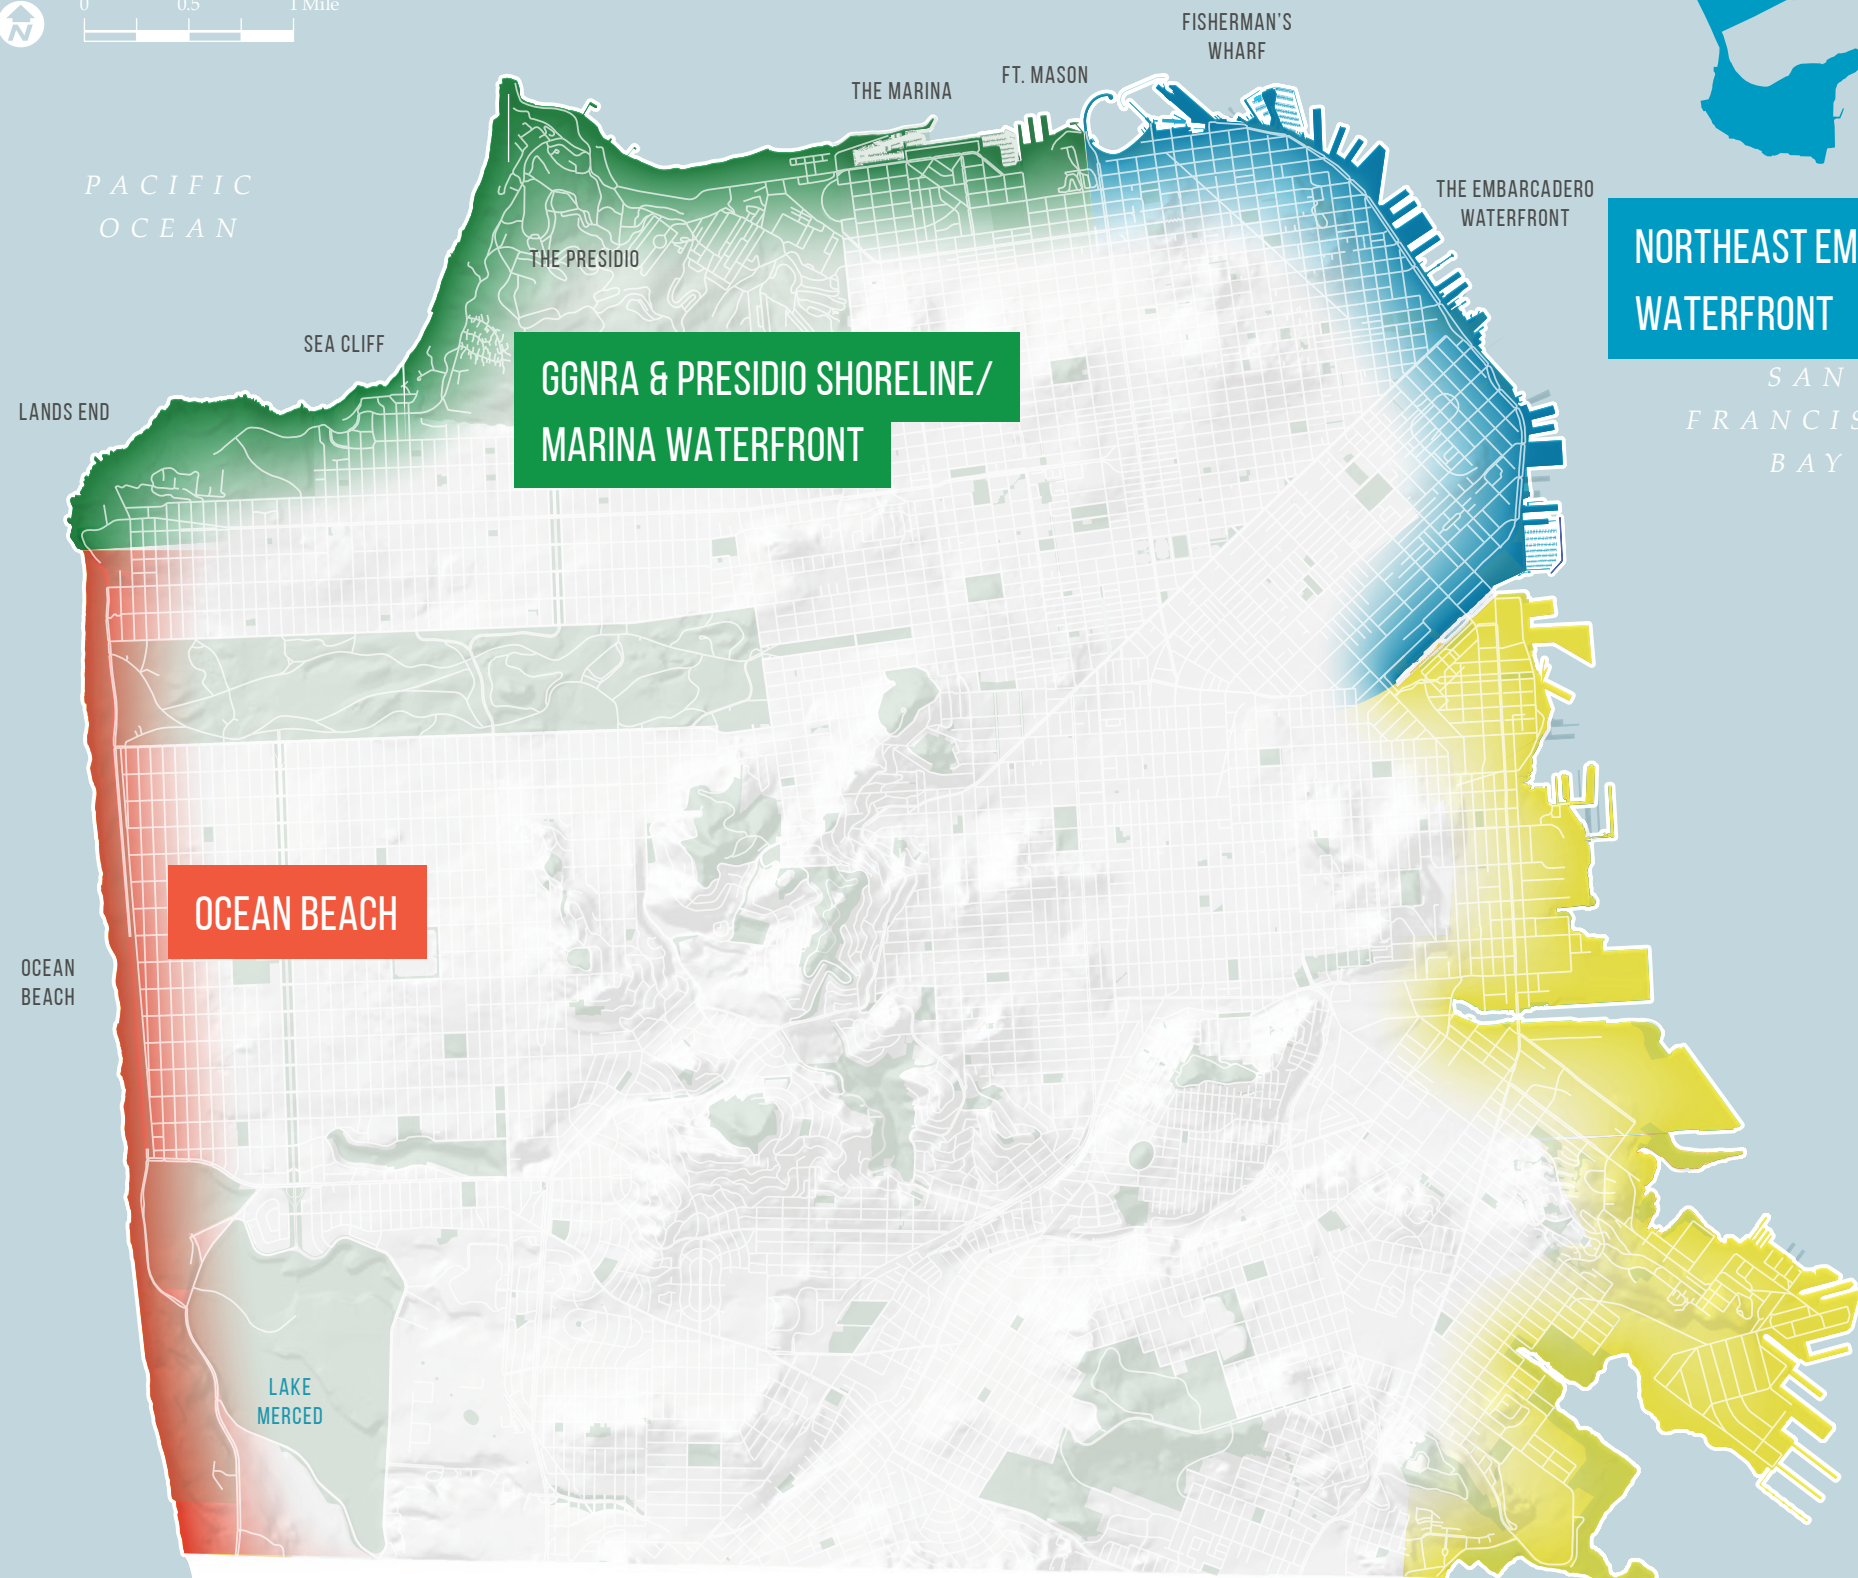 0 0.5 1 Mile
N
FISHERMAN'S
WHARF
FT. MASON
THE MARINA
PACIFIC
OCEAN
THE EMBARCADERO
WATERFRONT
NORTHEAST EM
WATERFRONT
THE PRESIDIO
SEA CLIFF
LANDS END
GGNRA & PRESIDIO SHORELINE/
MARINA WATERFRONT
SAN
FRANCIS
BAY
OCEAN BEACH
OCEAN
BEACH
LAKE
MERCED